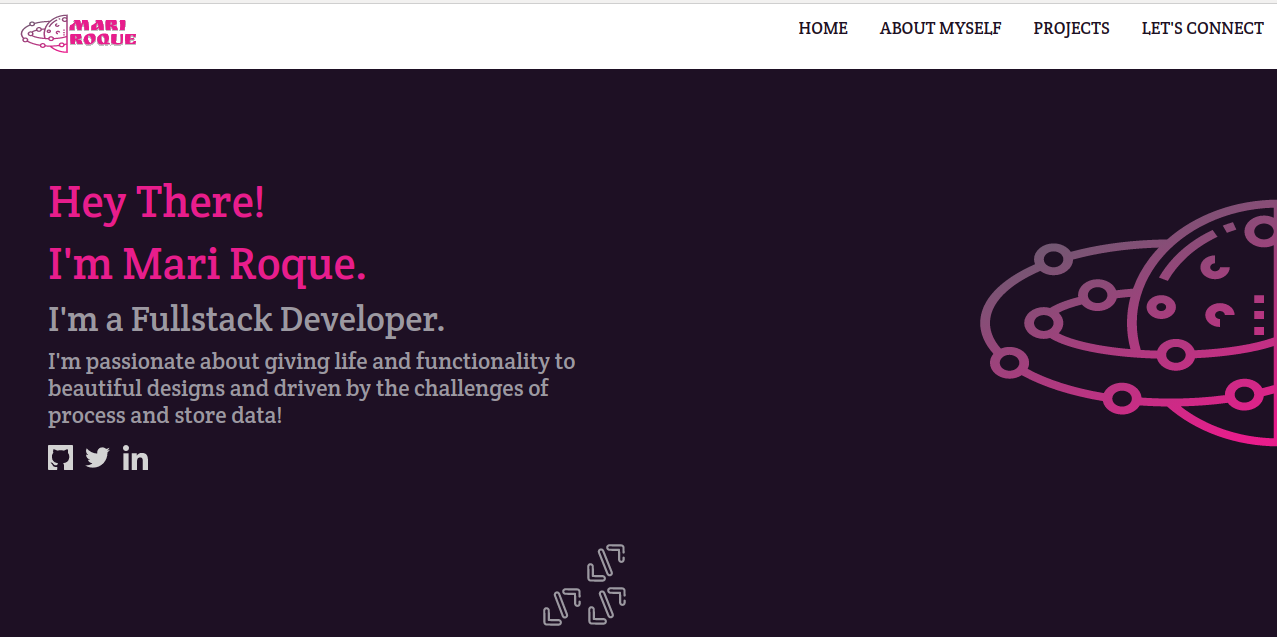 MARI
ROQUE
HOME
ABOUT MYSELF
PROJECTS
LET'S CONNECT
Hey There!
I'm Mari Roque.
I'm a Fullstack Developer.
I'm passionate about giving life and functionality to
beautiful designs and driven by the challenges of
process and store data!
in